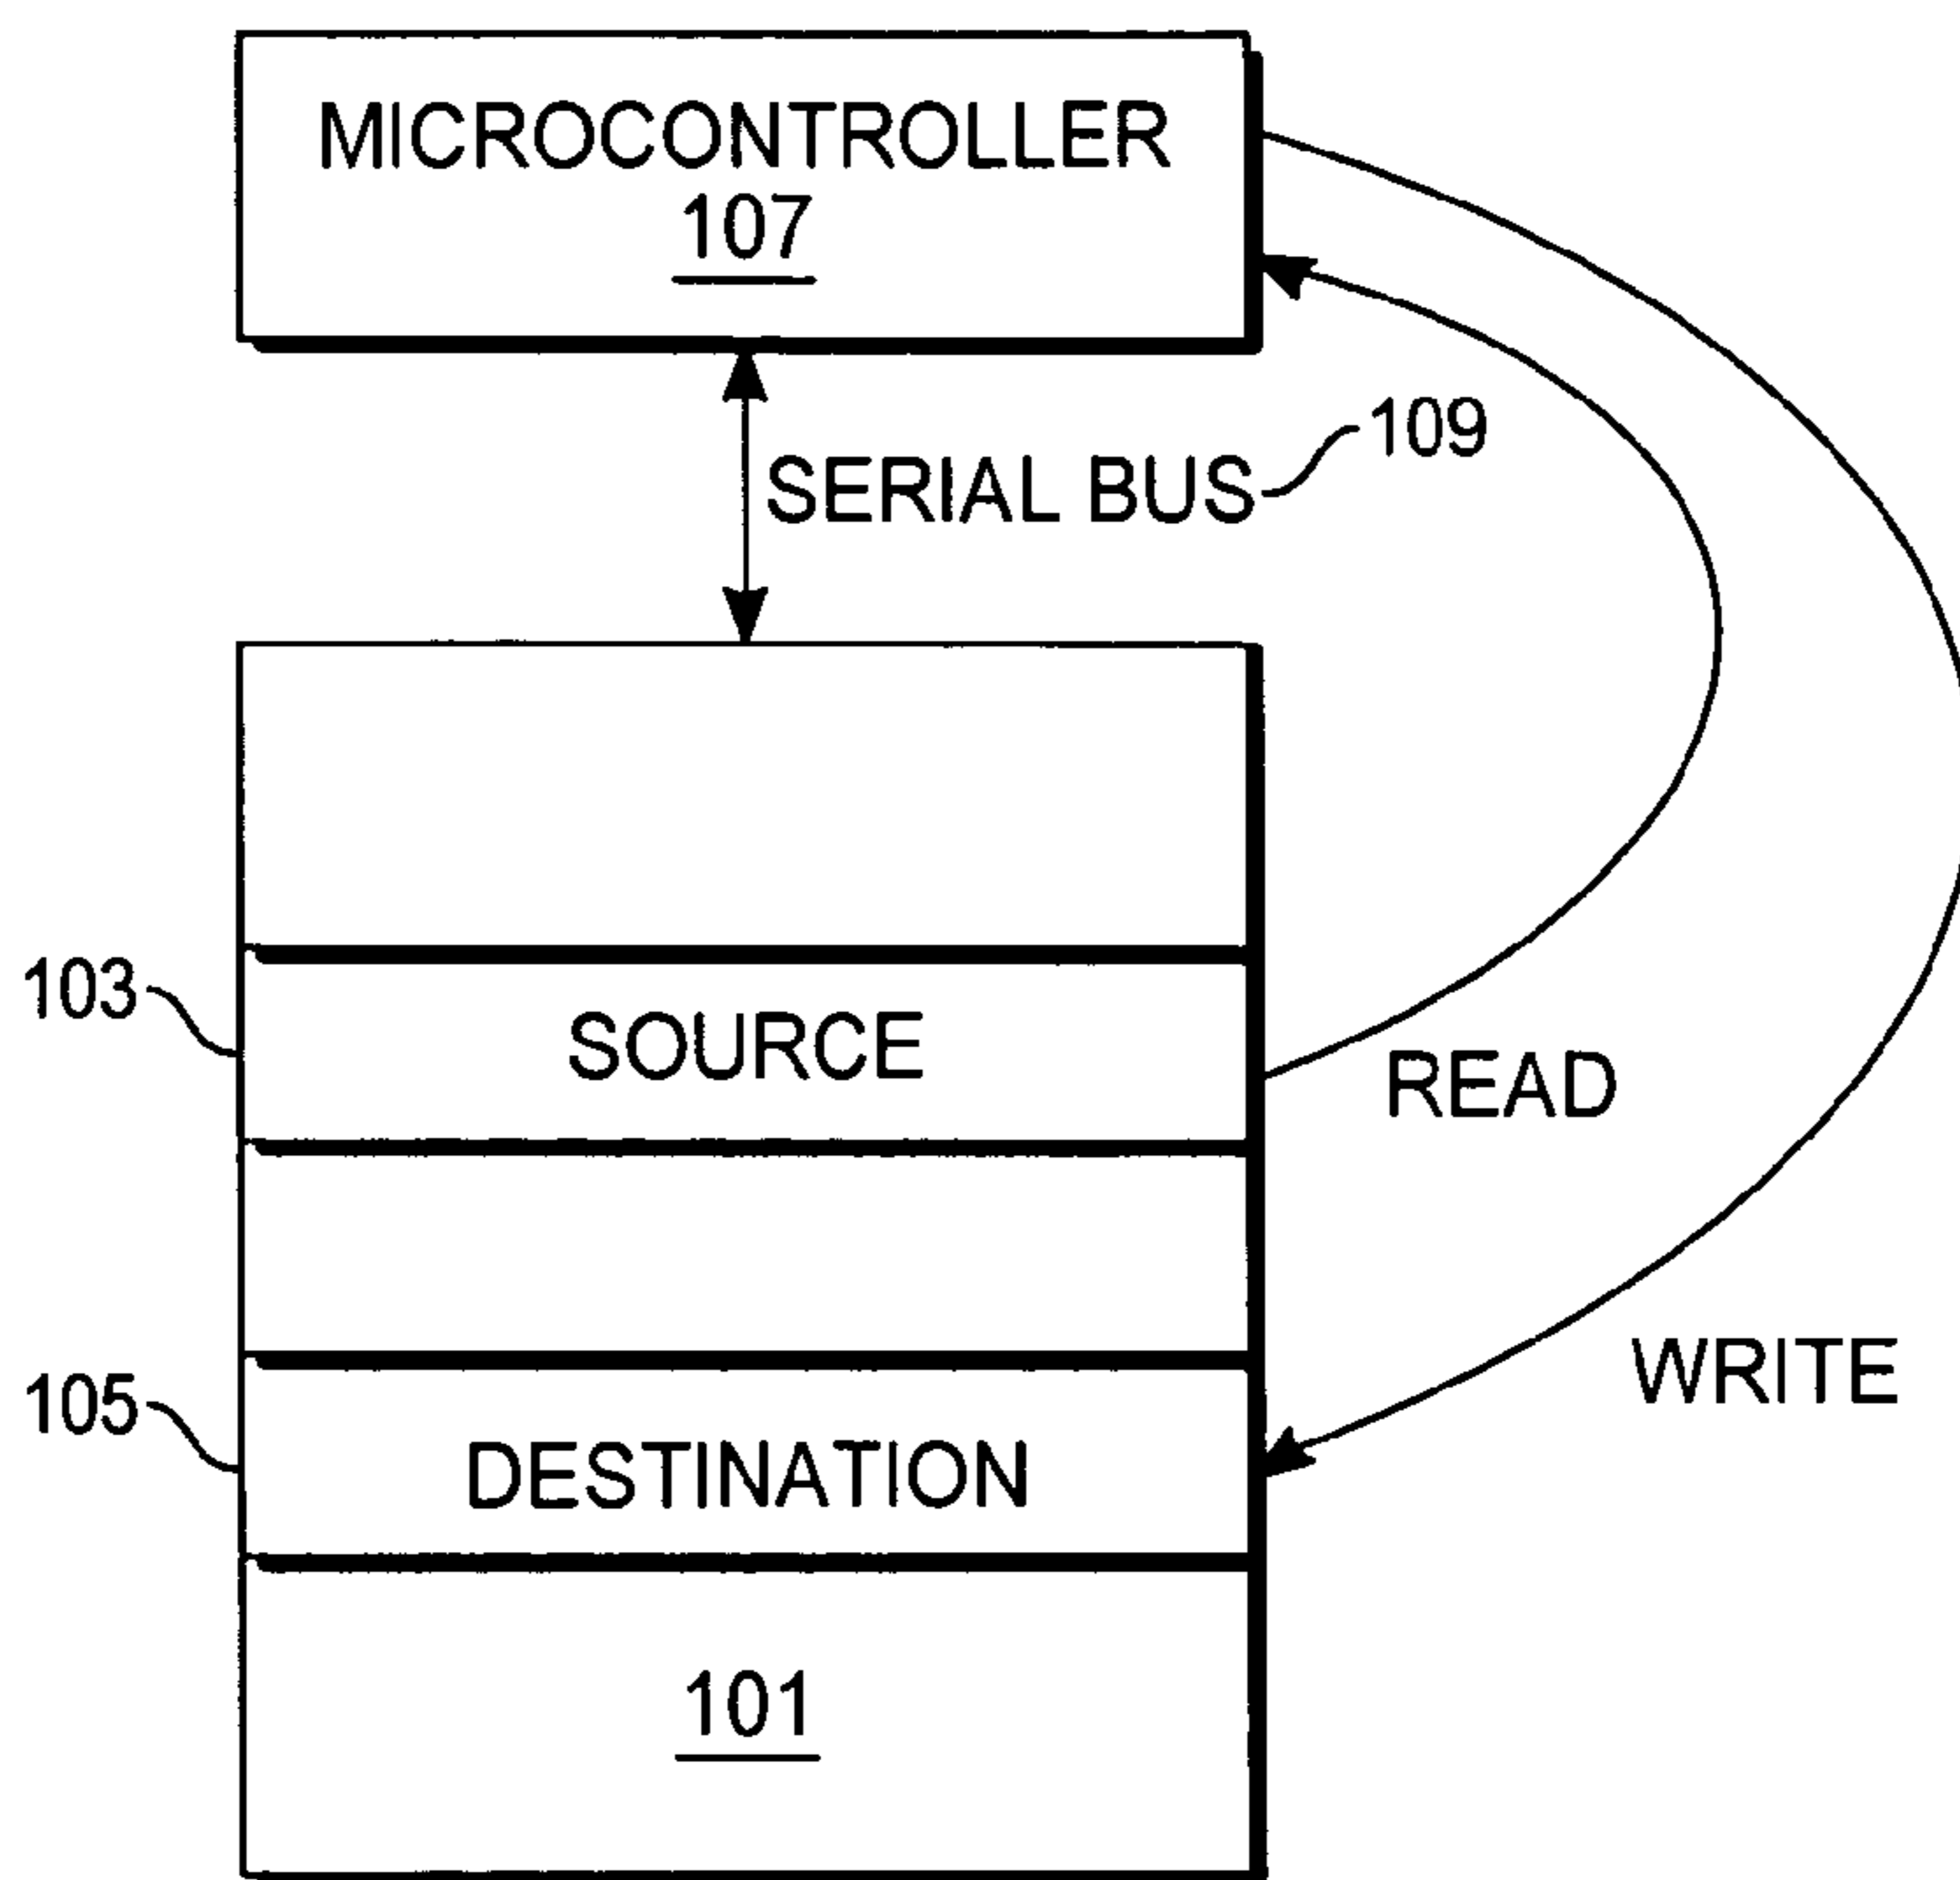 MICROCONTROLLER
107
109
SERIAL BUS
103
SOURCE
READ
WRITE
105
DESTINATION
101